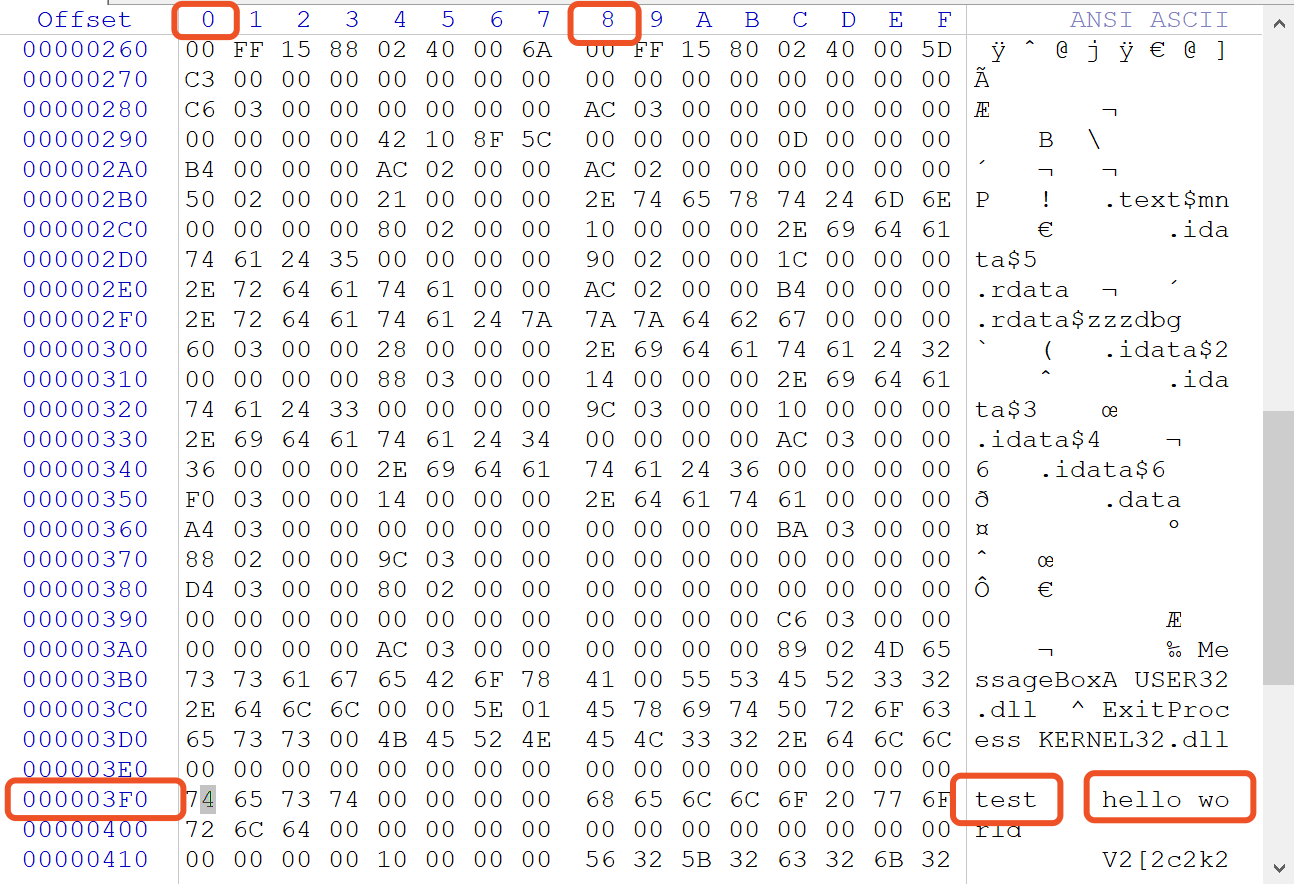 Offset 0 1 2 3 4 5 6 7 8 9 A B C D E F ANSI ASCII
00000260 00 FF 15 88 02 40 00 6A 00 FF 15 80 02 40 00 5D ÿ ˆ @ j ÿ € @ ]
00000270 C3 00 00 00 00 00 00 00 00 00 00 00 00 00 00 00 Ã
00000280 C6 03 00 00 00 00 00 00 AC 03 00 00 00 00 00 00 Æ ¬
00000290 00 00 00 00 42 10 8F 5C 00 00 00 00 0D 00 00 00 B \
000002A0 B4 00 00 00 AC 02 00 00 AC 02 00 00 00 00 00 00 ´ ¬ ¬
000002B0 50 02 00 00 21 00 00 00 2E 74 65 78 74 24 6D 6E P ! .text$mn
000002C0 00 00 00 00 80 02 00 00 10 00 00 00 2E 69 64 61 € .ida
000002D0 74 61 24 35 00 00 00 00 90 02 00 00 1C 00 00 00 ta$5
000002E0 2E 72 64 61 74 61 00 00 AC 02 00 00 B4 00 00 00 .rdata ¬ ´
000002F0 2E 72 64 61 74 61 24 7A 7A 7A 64 62 67 00 00 00 .rdata$zzzdbg
00000300 60 03 00 00 28 00 00 00 2E 69 64 61 74 61 24 32 ` ( .idata$2
00000310 00 00 00 00 88 03 00 00 14 00 00 00 2E 69 64 61 ˆ .ida
00000320 74 61 24 33 00 00 00 00 9C 03 00 00 10 00 00 00 ta$3 œ
00000330 2E 69 64 61 74 61 24 34 00 00 00 00 AC 03 00 00 .idata$4 ¬
00000340 36 00 00 00 2E 69 64 61 74 61 24 36 00 00 00 00 6 .idata$6
00000350 F0 03 00 00 14 00 00 00 2E 64 61 74 61 00 00 00 ð .data
00000360 A4 03 00 00 00 00 00 00 00 00 00 00 BA 03 00 00 ¤ º
00000370 88 02 00 00 9C 03 00 00 00 00 00 00 00 00 00 00 ˆ œ
00000380 D4 03 00 00 80 02 00 00 00 00 00 00 00 00 00 00 Ô €
00000390 00 00 00 00 00 00 00 00 00 00 00 00 C6 03 00 00 Æ
000003A0 00 00 00 00 AC 03 00 00 00 00 00 00 89 02 4D 65 ¬ ‰ Me
000003B0 73 73 61 67 65 42 6F 78 41 00 55 53 45 52 33 32 ssageBoxA USER32
000003C0 2E 64 6C 6C 00 00 5E 01 45 78 69 74 50 72 6F 63 .dll ^ ExitProc
000003D0 65 73 73 00 4B 45 52 4E 45 4C 33 32 2E 64 6C 6C ess KERNEL32.dll
000003E0 00 00 00 00 00 00 00 00 00 00 00 00 00 00 00 00
000003F0 74 65 73 74 00 00 00 00 68 65 6C 6C 6F 20 77 6F test hello wo
00000400 72 6C 64 00 00 00 00 00 00 00 00 00 00 00 00 00 rld
00000410 00 00 00 00 10 00 00 00 56 32 5B 32 63 32 6B 32 V2[2c2k2